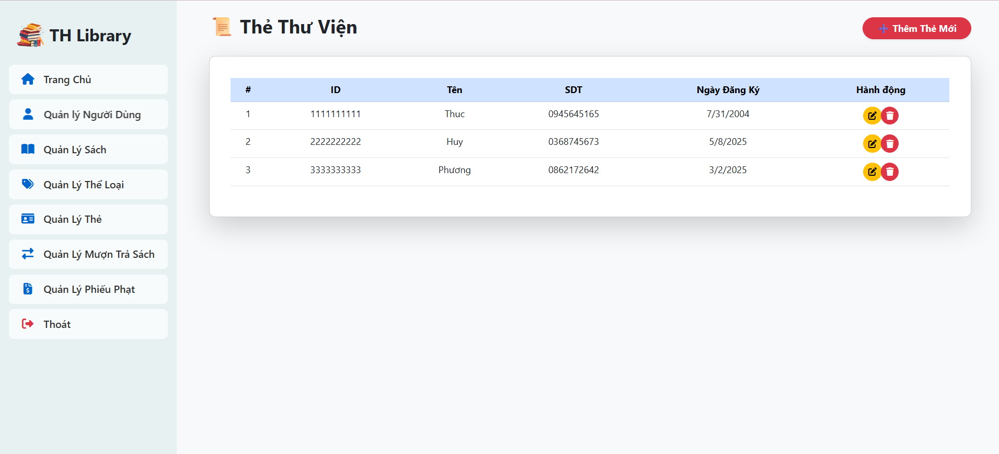 TH Library
Trang Chủ
Quản lý Người Dùng
Quản Lý Sách
Quản Lý Thể Loại
Quản Lý Thẻ
Quản Lý Mượn Trả Sách
Quản Lý Phiếu Phạt
Thoát
Thẻ Thư Viện
Thêm Thẻ Mới
# ID Tên SDT Ngày Đăng Ký Hành động
1 1111111111 Thuc 0945645165 7/31/2004
2 2222222222 Huy 0368745673 5/8/2025
3 3333333333 Phương 0862172642 3/2/2025